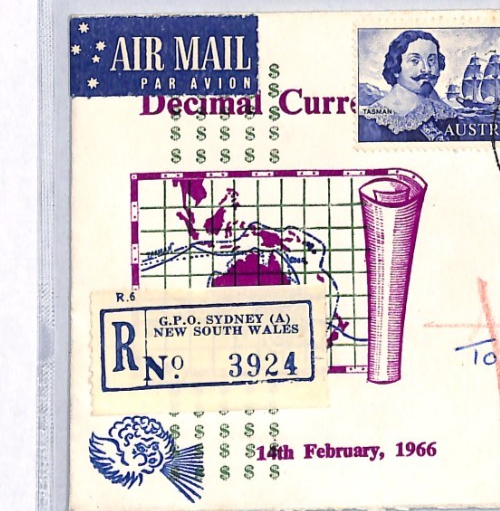 AIR MAIL
PAR AVION
Decimal Curre
TASMAN
AUSTR
R.6
R
G.P.O. SYDNEY (A)
NEW SOUTH WALES
No 3924
To
14th February, 1966